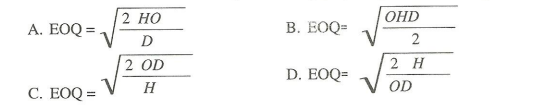 A. EOQ = √(2 HO / D)
B. EOQ= √(OHD / 2)
C. EOQ = √(2 OD / H)
D. EOQ= √(2 H / OD)